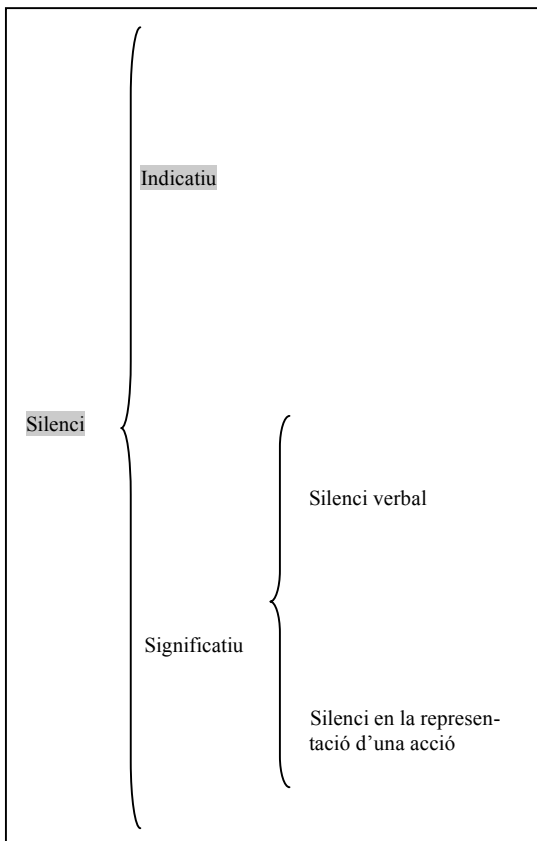 Indicatiu
Silenci
Silenci verbal
Significatiu
Silenci en la represen-
tació d’una acció